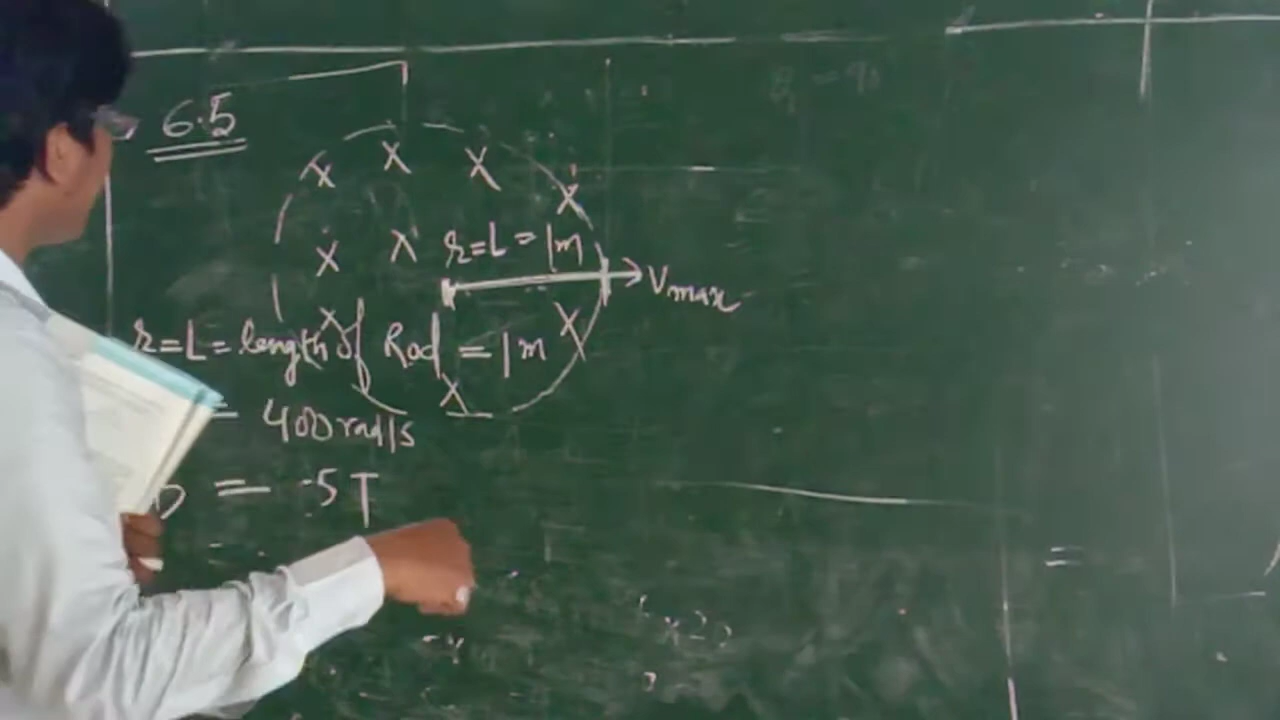 6.5
X X X X
X X r=L = 1m
Vmax
X X
r=L= length of Rod = 1m
X
= 400 rad/s
= .5 T